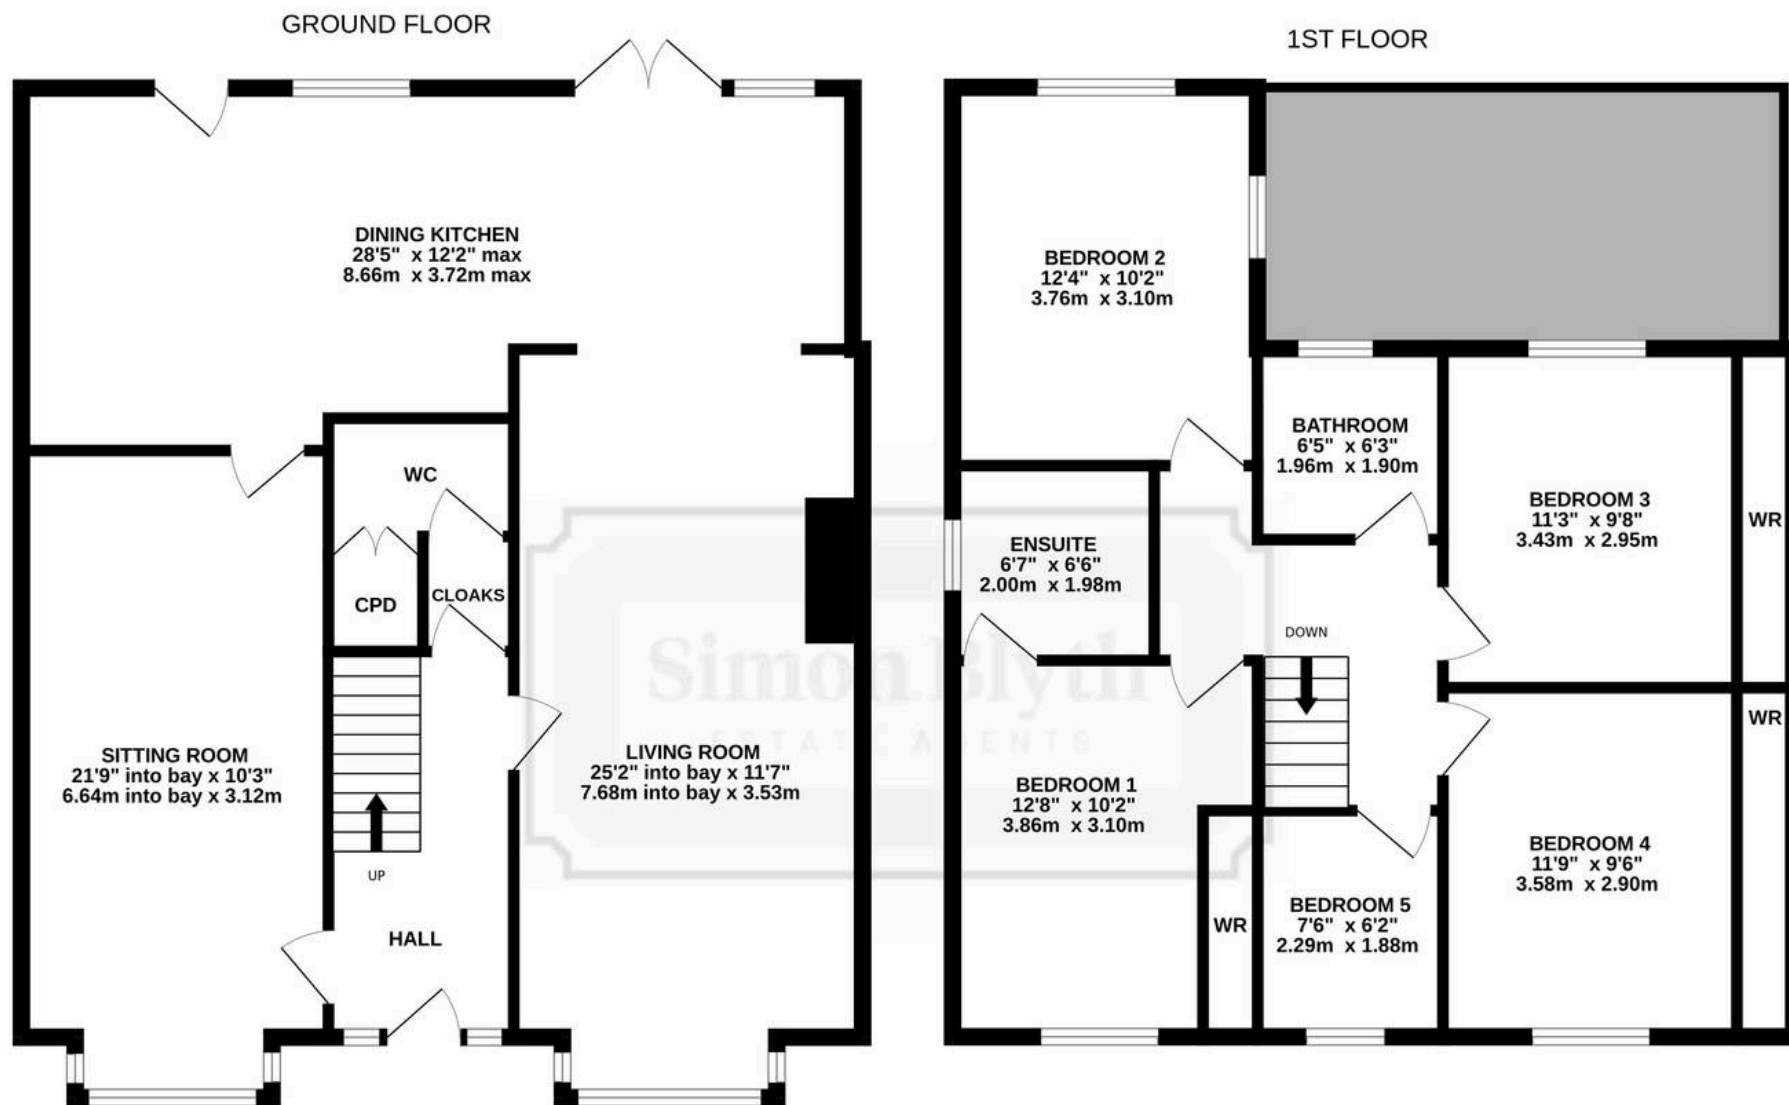 GROUND FLOOR
DINING KITCHEN
28'5" x 12'2" max
8.66m x 3.72m max
WC
CPD
CLOAKS
SITTING ROOM
21'9" into bay x 10'3"
6.64m into bay x 3.12m
UP
HALL
LIVING ROOM
25'2" into bay x 11'7"
7.68m into bay x 3.53m
1ST FLOOR
BEDROOM 2
12'4" x 10'2"
3.76m x 3.10m
BATHROOM
6'5" x 6'3"
1.96m x 1.90m
BEDROOM 3
11'3" x 9'8"
3.43m x 2.95m
WR
ENSUITE
6'7" x 6'6"
2.00m x 1.98m
DOWN
WR
BEDROOM 1
12'8" x 10'2"
3.86m x 3.10m
WR
BEDROOM 5
7'6" x 6'2"
2.29m x 1.88m
BEDROOM 4
11'9" x 9'6"
3.58m x 2.90m
Simon Blyth
ESTATE AGENTS